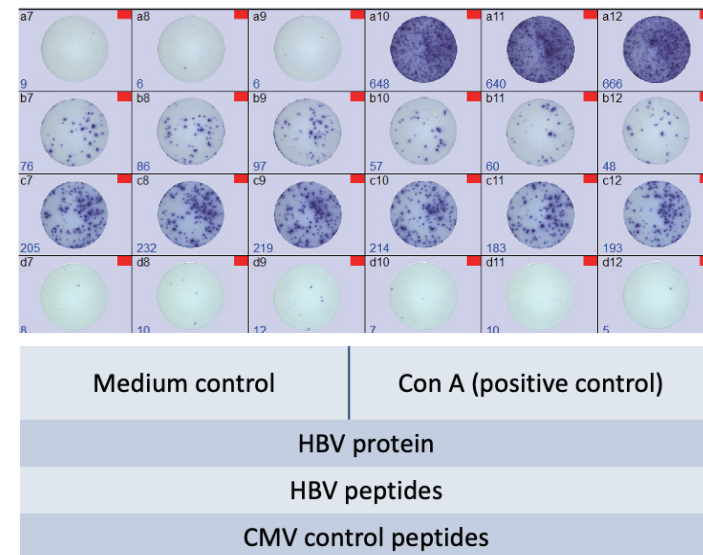 a7 a8 a9 a10 a11 a12
9 6 6 648 640 666
b7 b8 b9 b10 b11 b12
76 86 97 57 60 48
c7 c8 c9 c10 c11 c12
205 232 219 214 183 193
d7 d8 d9 d10 d11 d12
8 10 12 7 10 5
Medium control Con A (positive control)
HBV protein
HBV peptides
CMV control peptides